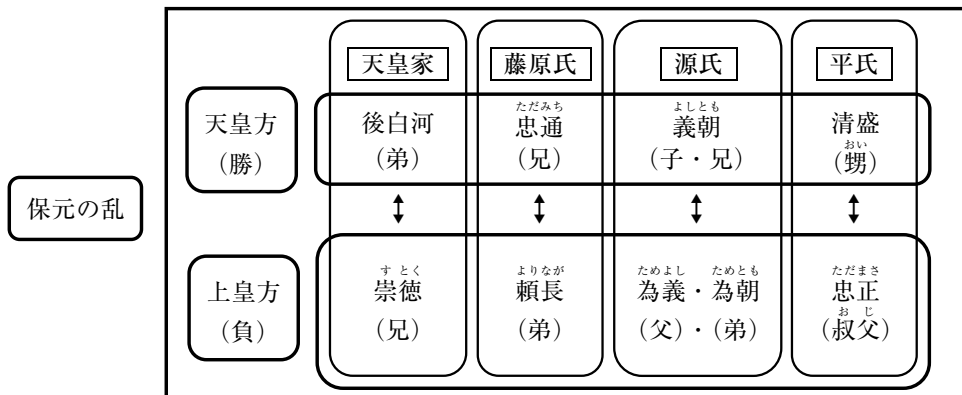 天皇家 藤原氏 源氏 平氏
ただみち よしとも
天皇方 後白河 忠通 義朝 清盛
おい
(勝) (弟) (兄) (子・兄) (甥)
保元の乱
すとく よりなが ためよし ためとも ただまさ
上皇方 崇徳 頼長 為義・為朝 忠正
おじ
(負) (兄) (弟) (父)・(弟) (叔父)